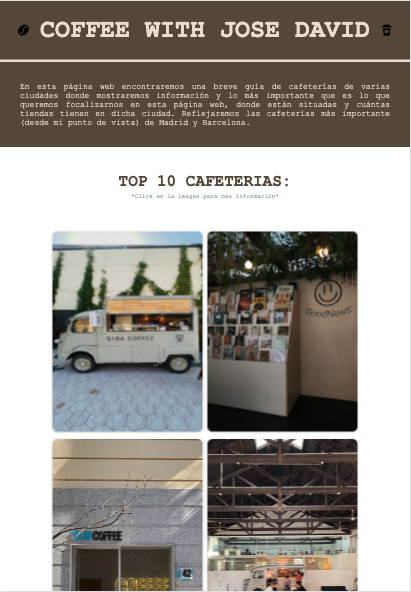 COFFEE WITH JOSE DAVID
En esta página web encontraremos una breve guía de cafeterías de varias
ciudades donde mostraremos información y lo más importante que es lo que
queremos focalizarnos en esta página web, donde están situadas y cuántas
tiendas tienen en dicha ciudad. Reflejaremos las cafeterías más importante
(desde mi punto de vista) de Madrid y Barcelona.
TOP 10 CAFETERIAS:
*Click en la imagen para más información*
SYRA COFFEE
GoodNews
COFFEE
42